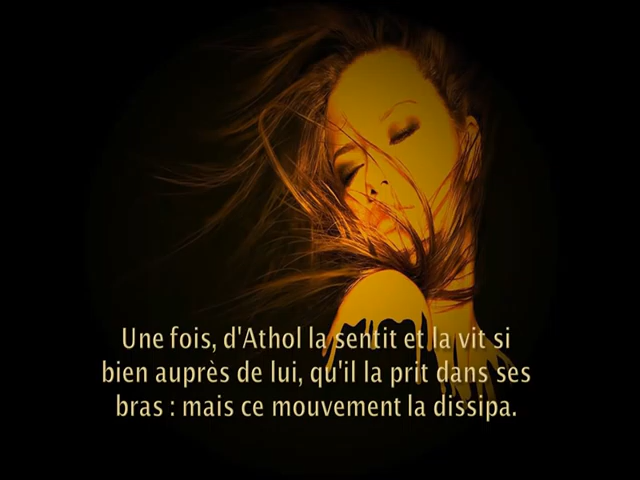 Une fois, d'Athol la sentit et la vit si
bien auprès de lui, qu'il la prit dans ses
bras : mais ce mouvement la dissipa.